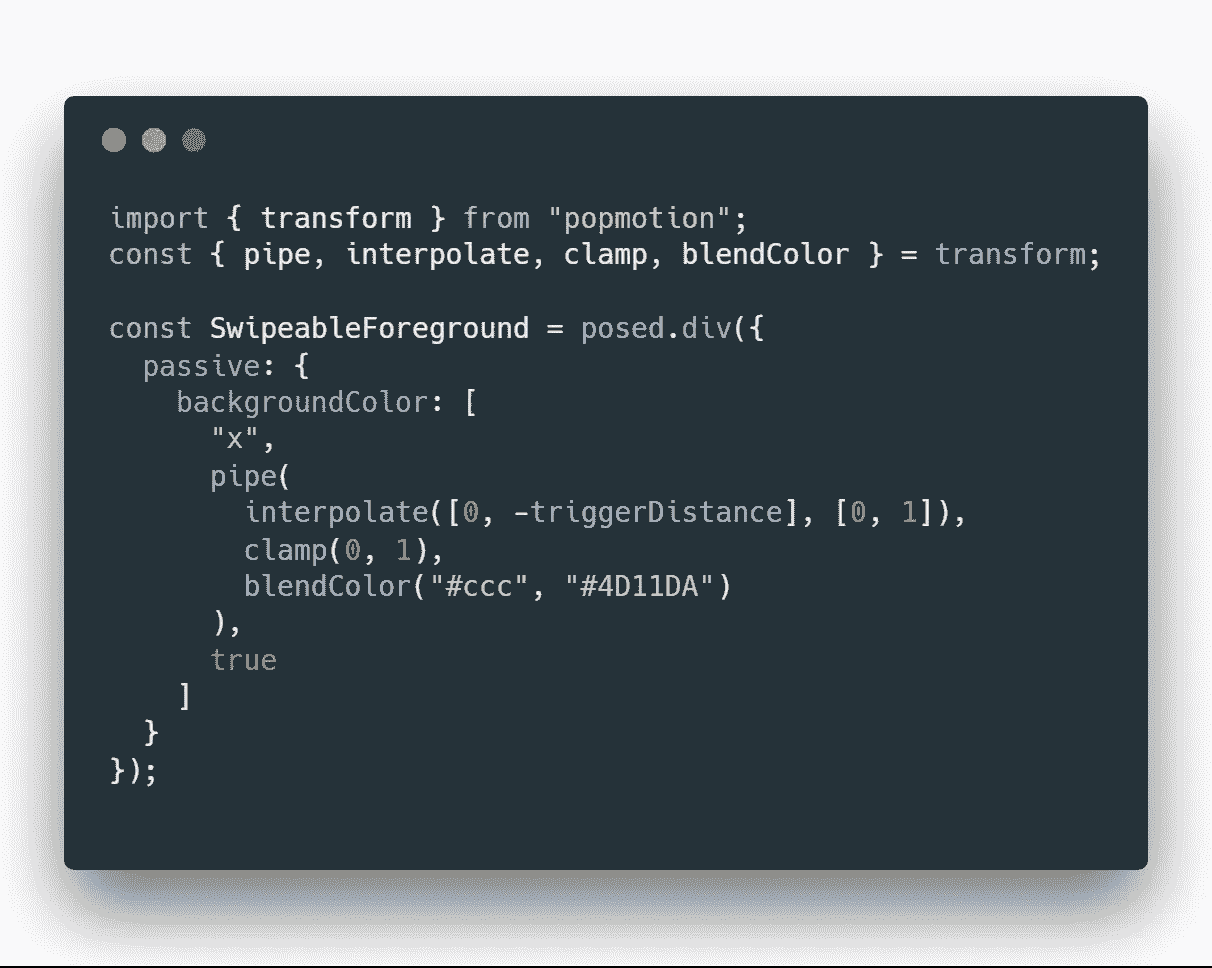 import { transform } from "popmotion";
const { pipe, interpolate, clamp, blendColor } = transform;
const SwipeableForeground = posed.div({
  passive: {
    backgroundColor: [
      "x",
      pipe(
        interpolate([0, -triggerDistance], [0, 1]),
        clamp(0, 1),
        blendColor("#ccc", "#4D11DA")
      ),
      true
    ]
  }
});